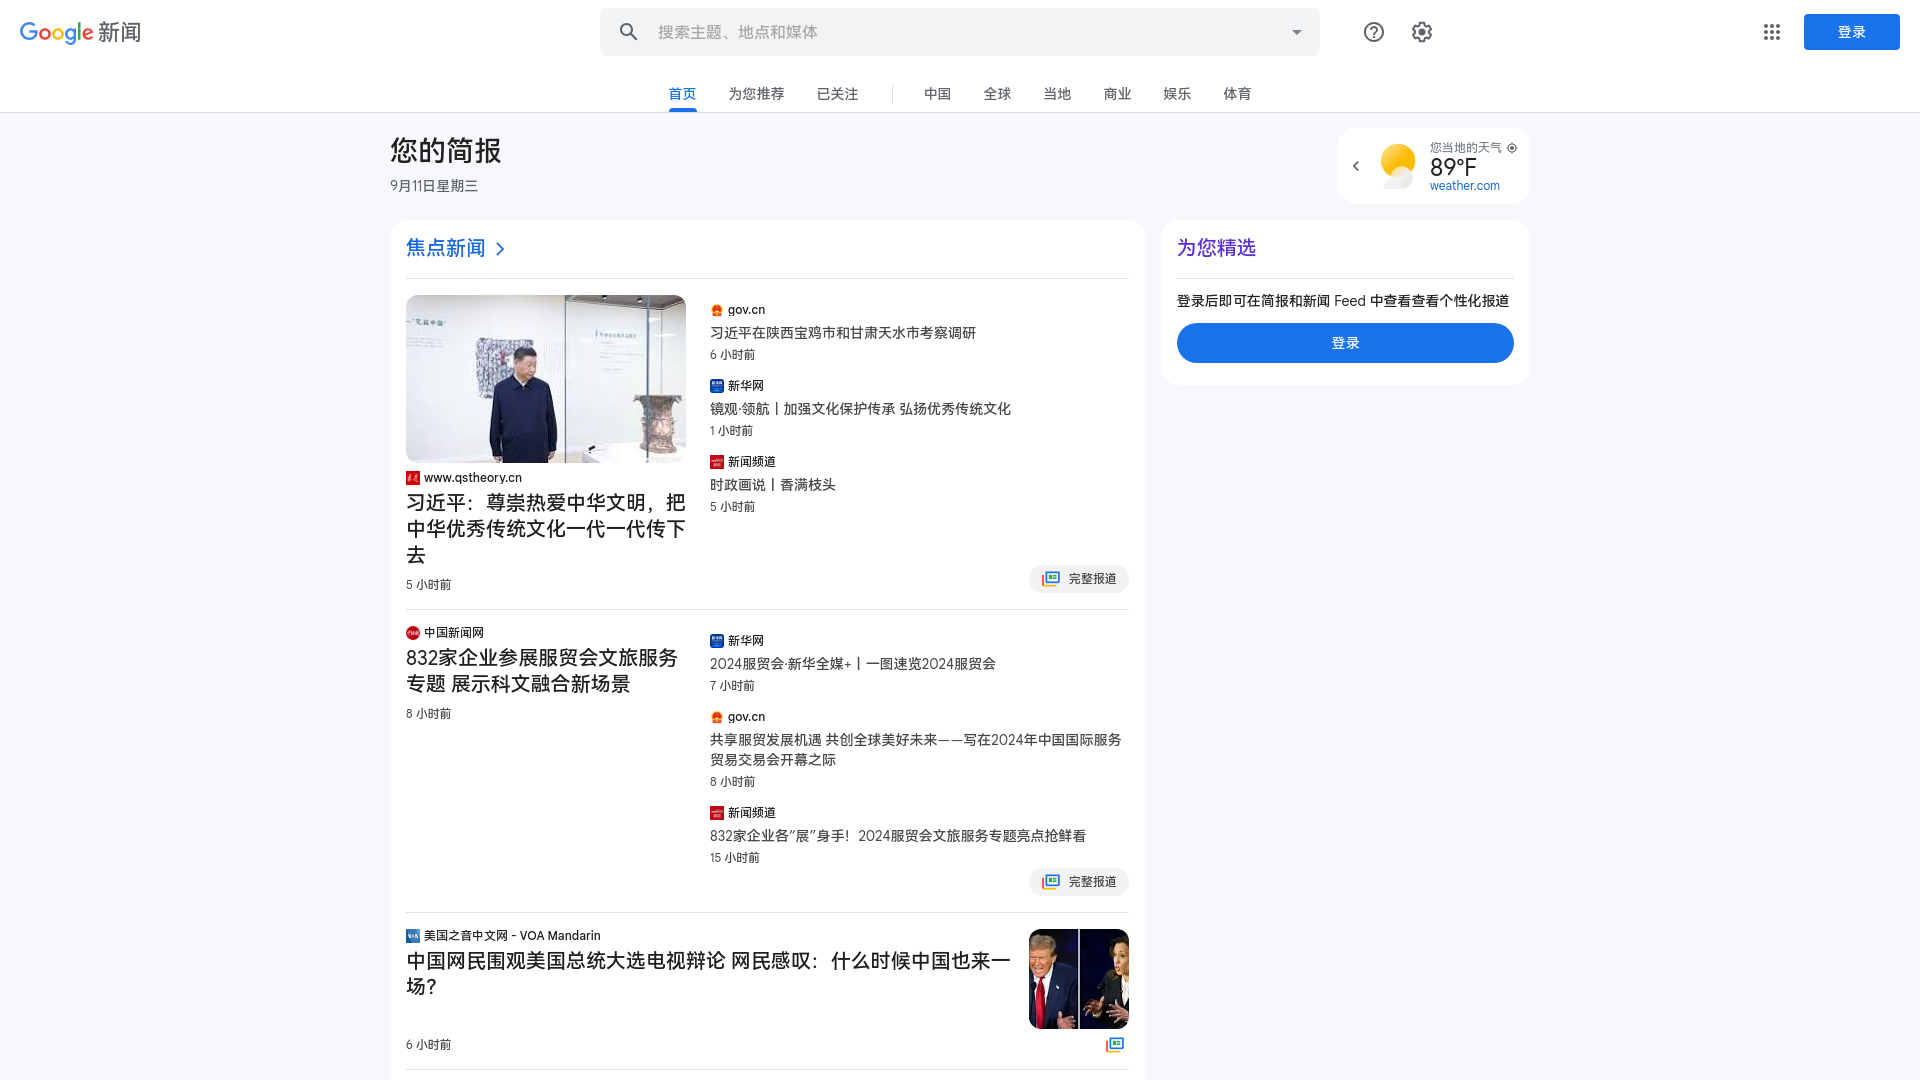 Google 新闻
搜索主题、地点和媒体
登录
首页 为您推荐 已关注 中国 全球 当地 商业 娱乐 体育
您的简报
9月11日星期三
您当地的天气
89°F
weather.com
焦点新闻
www.qstheory.cn
习近平：尊崇热爱中华文明，把
中华优秀传统文化一代一代传下
去
5 小时前
gov.cn
习近平在陕西宝鸡市和甘肃天水市考察调研
6 小时前
新华网
镜观·领航丨加强文化保护传承 弘扬优秀传统文化
1 小时前
新闻频道
时政画说丨香满枝头
5 小时前
完整报道
为您精选
登录后即可在简报和新闻 Feed 中查看查看个性化报道
登录
中国新闻网
832家企业参展服贸会文旅服务
专题 展示科文融合新场景
8 小时前
新华网
2024服贸会·新华全媒+丨一图速览2024服贸会
7 小时前
gov.cn
共享服贸发展机遇 共创全球美好未来——写在2024年中国国际服务
贸易交易会开幕之际
8 小时前
新闻频道
832家企业各“展”身手！2024服贸会文旅服务专题亮点抢鲜看
15 小时前
完整报道
美国之音中文网 - VOA Mandarin
中国网民围观美国总统大选电视辩论 网民感叹：什么时候中国也来一
场？
6 小时前